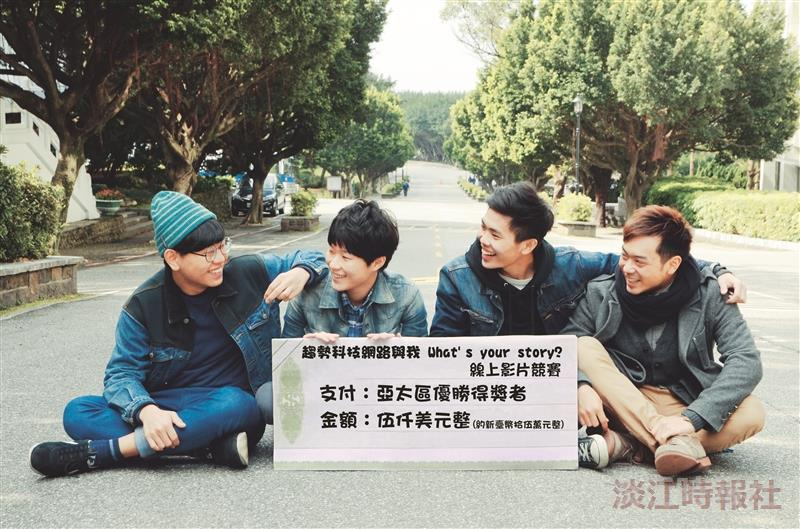 趨勢科技網路與我 What's your story?
線上影片競賽
支付：亞太區優勝得獎者
金額：伍仟美元整(約新臺幣拾伍萬元整)
淡江時報社